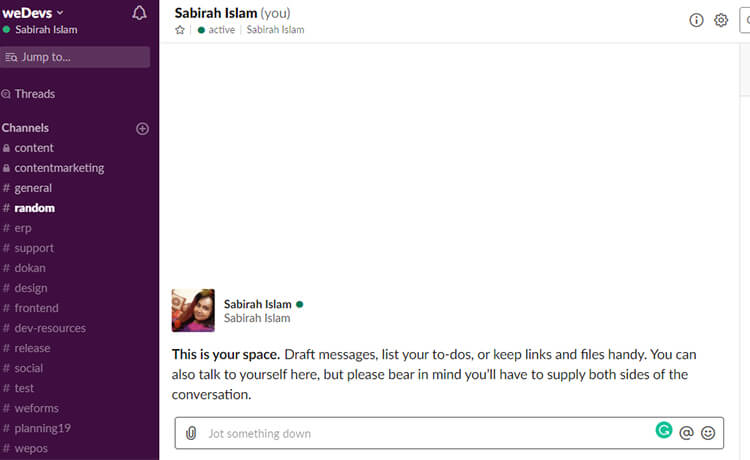 weDevs
Sabirah Islam
Jump to...
Threads
Channels
content
contentmarketing
# general
# random
# erp
# support
# dokan
# design
# frontend
# dev-resources
# release
# social
# test
# weforms
# planning19
# wepos
Sabirah Islam (you)
active | Sabirah Islam
Sabirah Islam
Sabirah Islam
This is your space. Draft messages, list your to-dos, or keep links and files handy. You can
also talk to yourself here, but please bear in mind you’ll have to supply both sides of the
conversation.
Jot something down